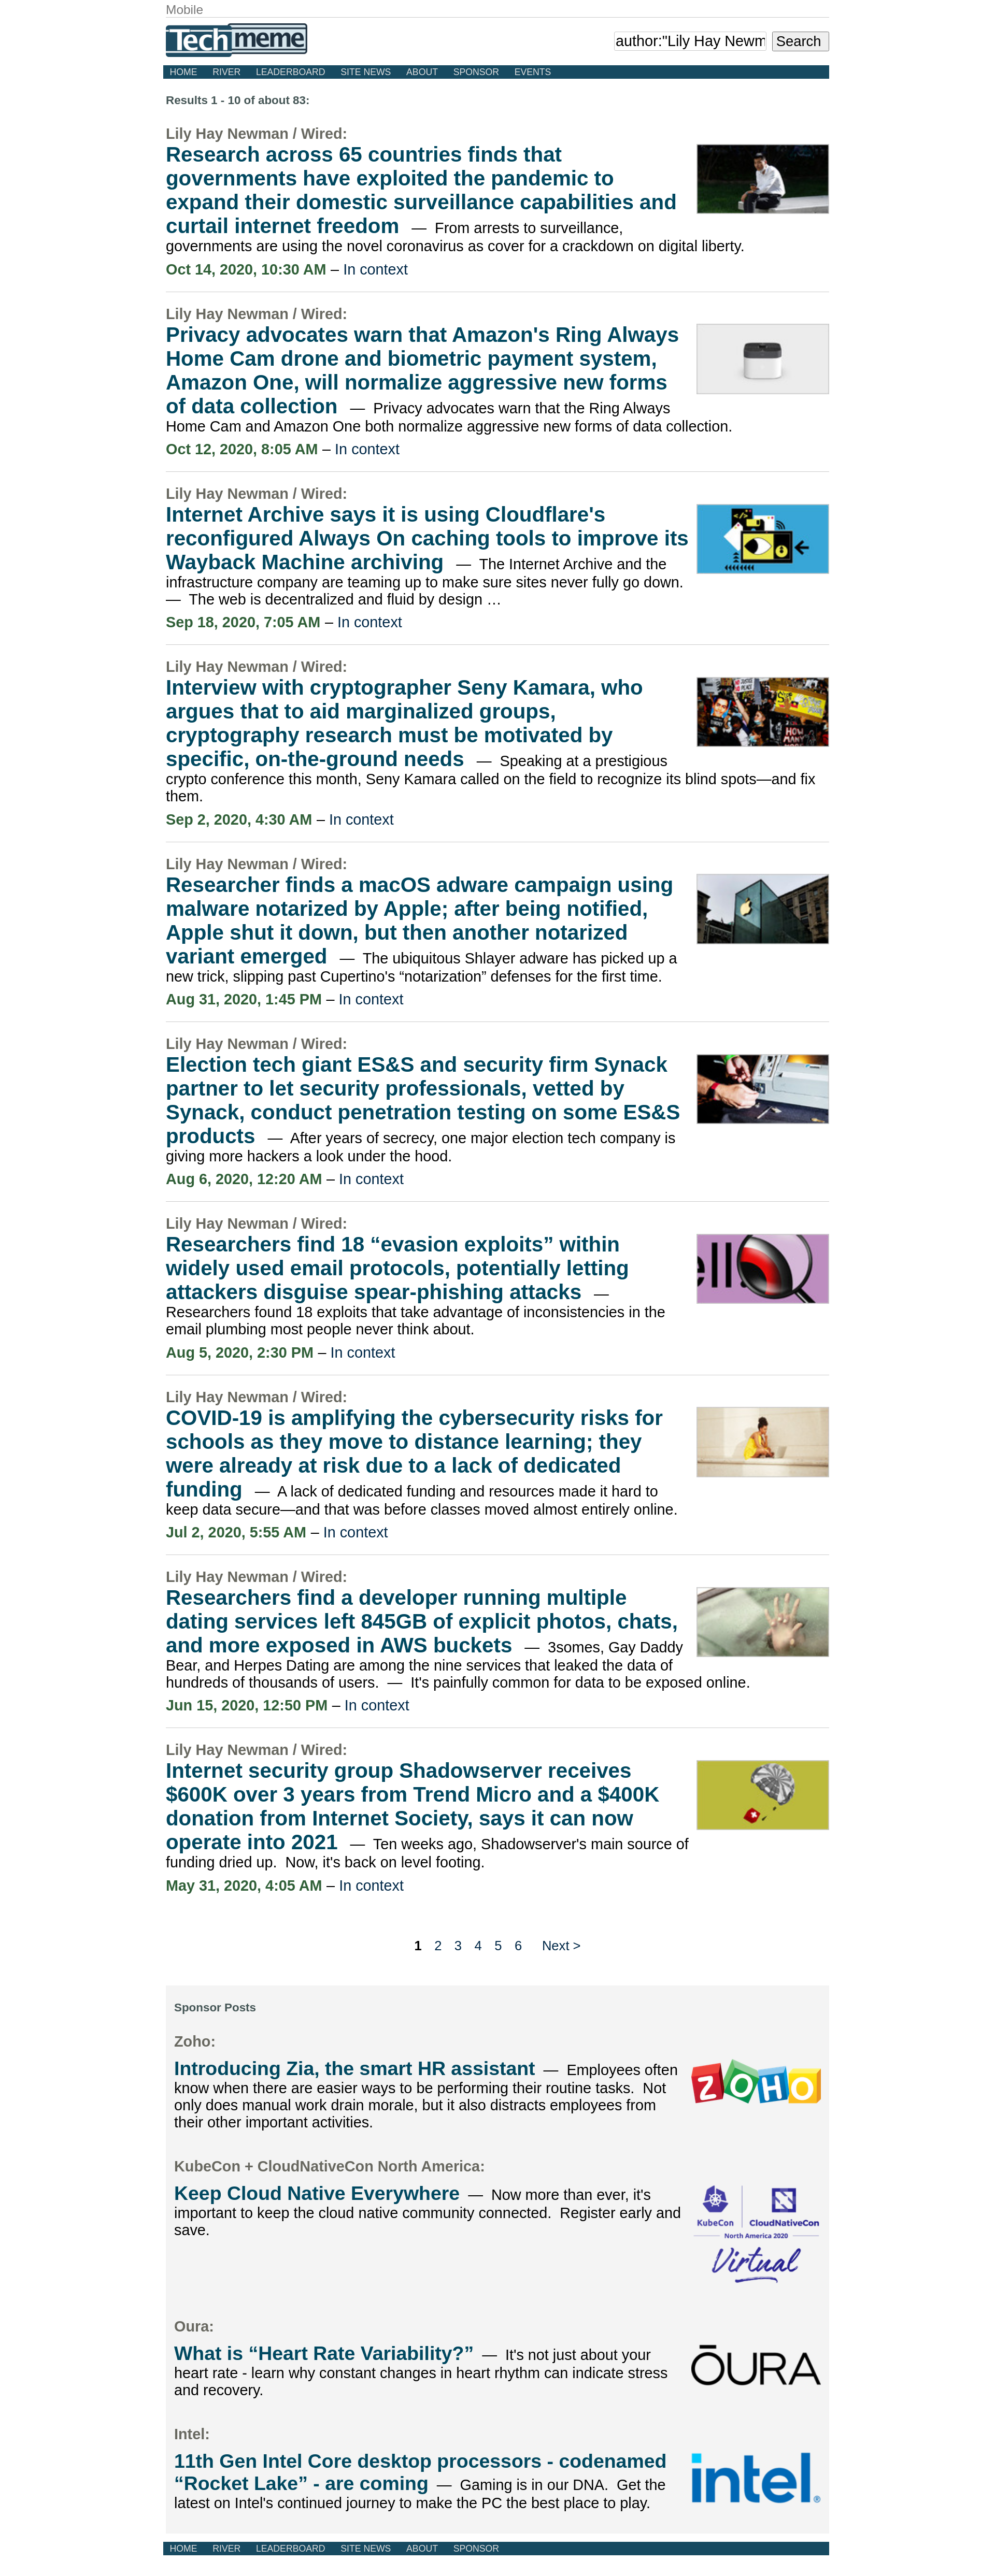 Mobile
Techmeme
author:"Lily Hay Newm
Search
HOME RIVER LEADERBOARD SITE NEWS ABOUT SPONSOR EVENTS
Results 1 - 10 of about 83:
Lily Hay Newman / Wired:
Research across 65 countries finds that
governments have exploited the pandemic to
expand their domestic surveillance capabilities and
curtail internet freedom — From arrests to surveillance,
governments are using the novel coronavirus as cover for a crackdown on digital liberty.
Oct 14, 2020, 10:30 AM – In context
Lily Hay Newman / Wired:
Privacy advocates warn that Amazon's Ring Always
Home Cam drone and biometric payment system,
Amazon One, will normalize aggressive new forms
of data collection — Privacy advocates warn that the Ring Always
Home Cam and Amazon One both normalize aggressive new forms of data collection.
Oct 12, 2020, 8:05 AM – In context
Lily Hay Newman / Wired:
Internet Archive says it is using Cloudflare's
reconfigured Always On caching tools to improve its
Wayback Machine archiving — The Internet Archive and the
infrastructure company are teaming up to make sure sites never fully go down.
— The web is decentralized and fluid by design …
Sep 18, 2020, 7:05 AM – In context
Lily Hay Newman / Wired:
Interview with cryptographer Seny Kamara, who
argues that to aid marginalized groups,
cryptography research must be motivated by
specific, on-the-ground needs — Speaking at a prestigious
crypto conference this month, Seny Kamara called on the field to recognize its blind spots—and fix
them.
HOW
MANY
Sep 2, 2020, 4:30 AM – In context
Lily Hay Newman / Wired:
Researcher finds a macOS adware campaign using
malware notarized by Apple; after being notified,
Apple shut it down, but then another notarized
variant emerged — The ubiquitous Shlayer adware has picked up a
new trick, slipping past Cupertino's “notarization” defenses for the first time.
Aug 31, 2020, 1:45 PM – In context
Lily Hay Newman / Wired:
Election tech giant ES&S and security firm Synack
partner to let security professionals, vetted by
Synack, conduct penetration testing on some ES&S
products — After years of secrecy, one major election tech company is
giving more hackers a look under the hood.
Aug 6, 2020, 12:20 AM – In context
Lily Hay Newman / Wired:
Researchers find 18 “evasion exploits” within
widely used email protocols, potentially letting
attackers disguise spear-phishing attacks —
Researchers found 18 exploits that take advantage of inconsistencies in the
email plumbing most people never think about.
Aug 5, 2020, 2:30 PM – In context
Lily Hay Newman / Wired:
COVID-19 is amplifying the cybersecurity risks for
schools as they move to distance learning; they
were already at risk due to a lack of dedicated
funding — A lack of dedicated funding and resources made it hard to
keep data secure—and that was before classes moved almost entirely online.
Jul 2, 2020, 5:55 AM – In context
Lily Hay Newman / Wired:
Researchers find a developer running multiple
dating services left 845GB of explicit photos, chats,
and more exposed in AWS buckets — 3somes, Gay Daddy
Bear, and Herpes Dating are among the nine services that leaked the data of
hundreds of thousands of users. — It's painfully common for data to be exposed online.
Jun 15, 2020, 12:50 PM – In context
Lily Hay Newman / Wired:
Internet security group Shadowserver receives
$600K over 3 years from Trend Micro and a $400K
donation from Internet Society, says it can now
operate into 2021 — Ten weeks ago, Shadowserver's main source of
funding dried up. Now, it's back on level footing.
May 31, 2020, 4:05 AM – In context
1 2 3 4 5 6 Next >
Sponsor Posts
Zoho:
Introducing Zia, the smart HR assistant — Employees often
know when there are easier ways to be performing their routine tasks. Not
only does manual work drain morale, but it also distracts employees from
their other important activities.
ZOHO
KubeCon + CloudNativeCon North America:
Keep Cloud Native Everywhere — Now more than ever, it's
important to keep the cloud native community connected. Register early and
save.
KubeCon CloudNativeCon
North America 2020
Virtual
Oura:
What is “Heart Rate Variability?” — It's not just about your
heart rate - learn why constant changes in heart rhythm can indicate stress
and recovery.
ŌURA
Intel:
11th Gen Intel Core desktop processors - codenamed
“Rocket Lake” - are coming — Gaming is in our DNA. Get the
latest on Intel's continued journey to make the PC the best place to play.
intel®
HOME RIVER LEADERBOARD SITE NEWS ABOUT SPONSOR